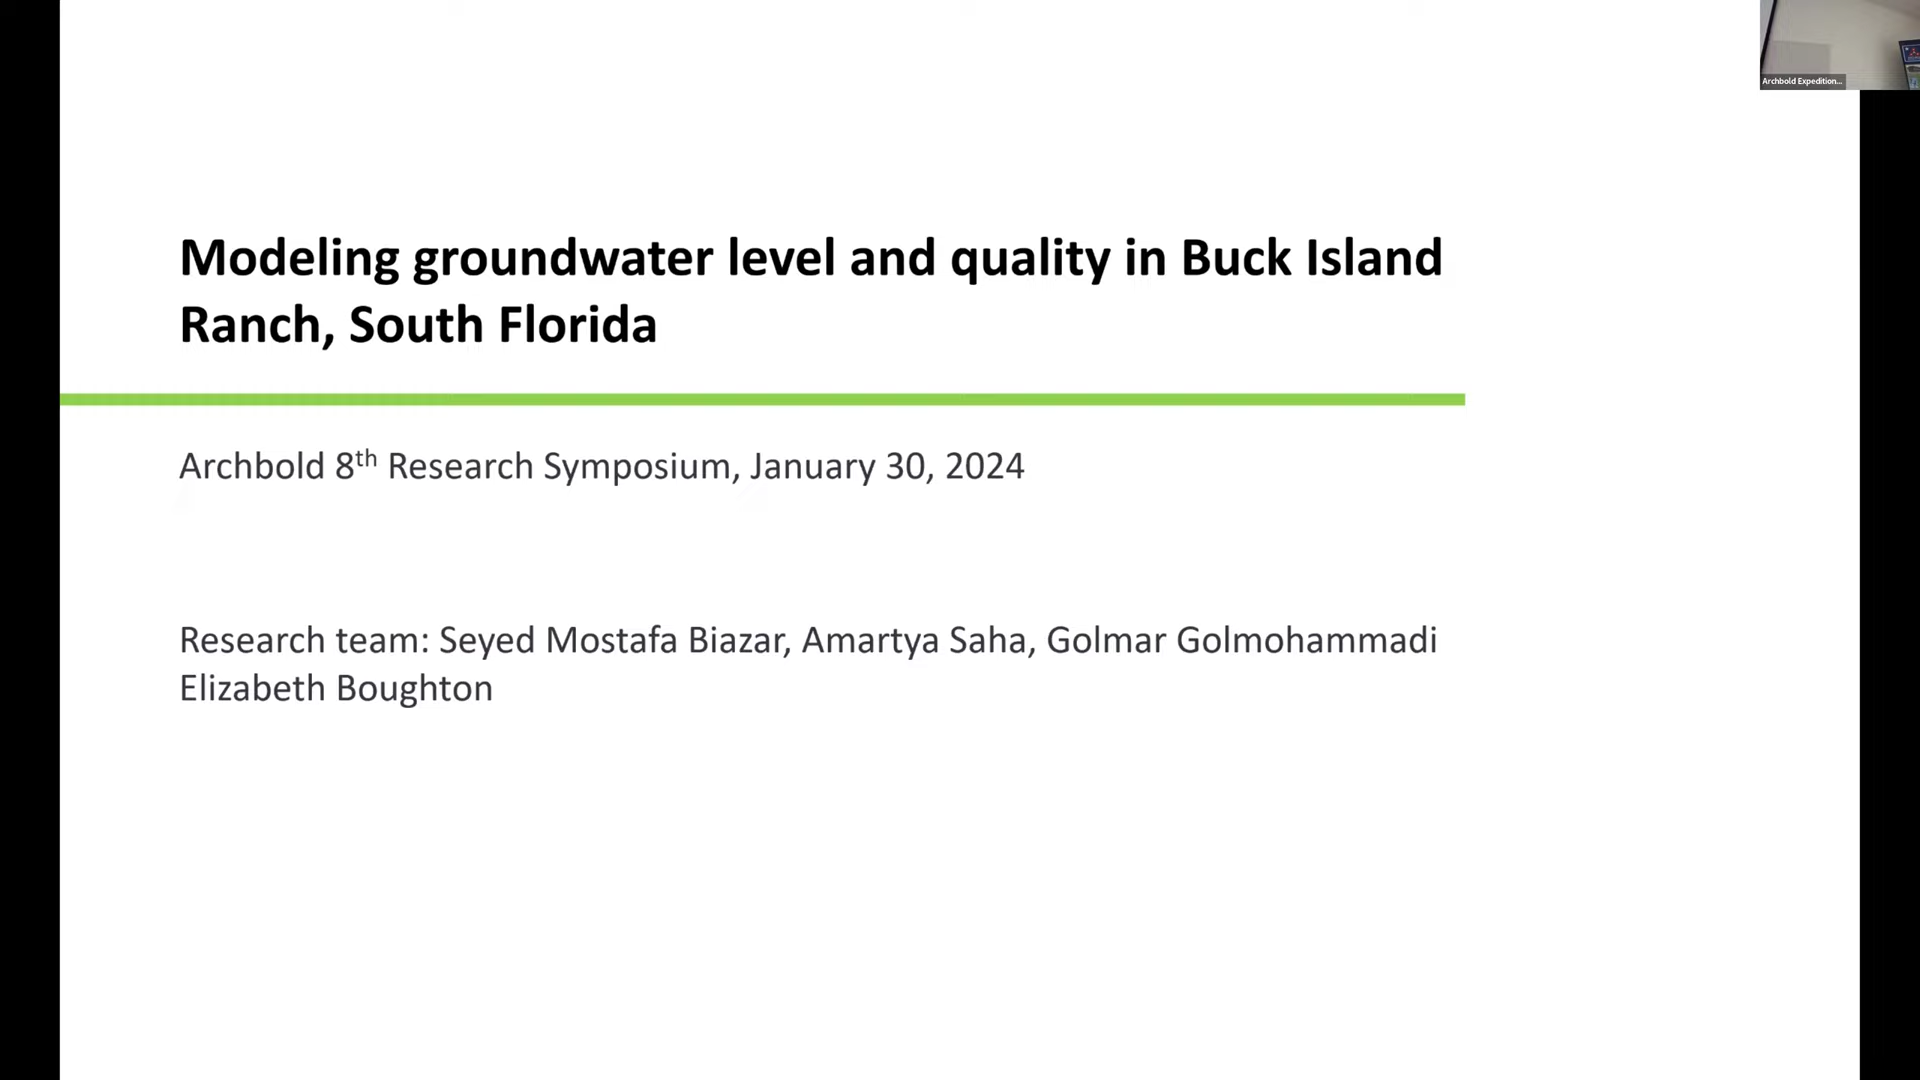 Archbold Expedition...
Modeling groundwater level and quality in Buck Island
Ranch, South Florida
Archbold 8th Research Symposium, January 30, 2024
Research team: Seyed Mostafa Biazar, Amartya Saha, Golmar Golmohammadi
Elizabeth Boughton